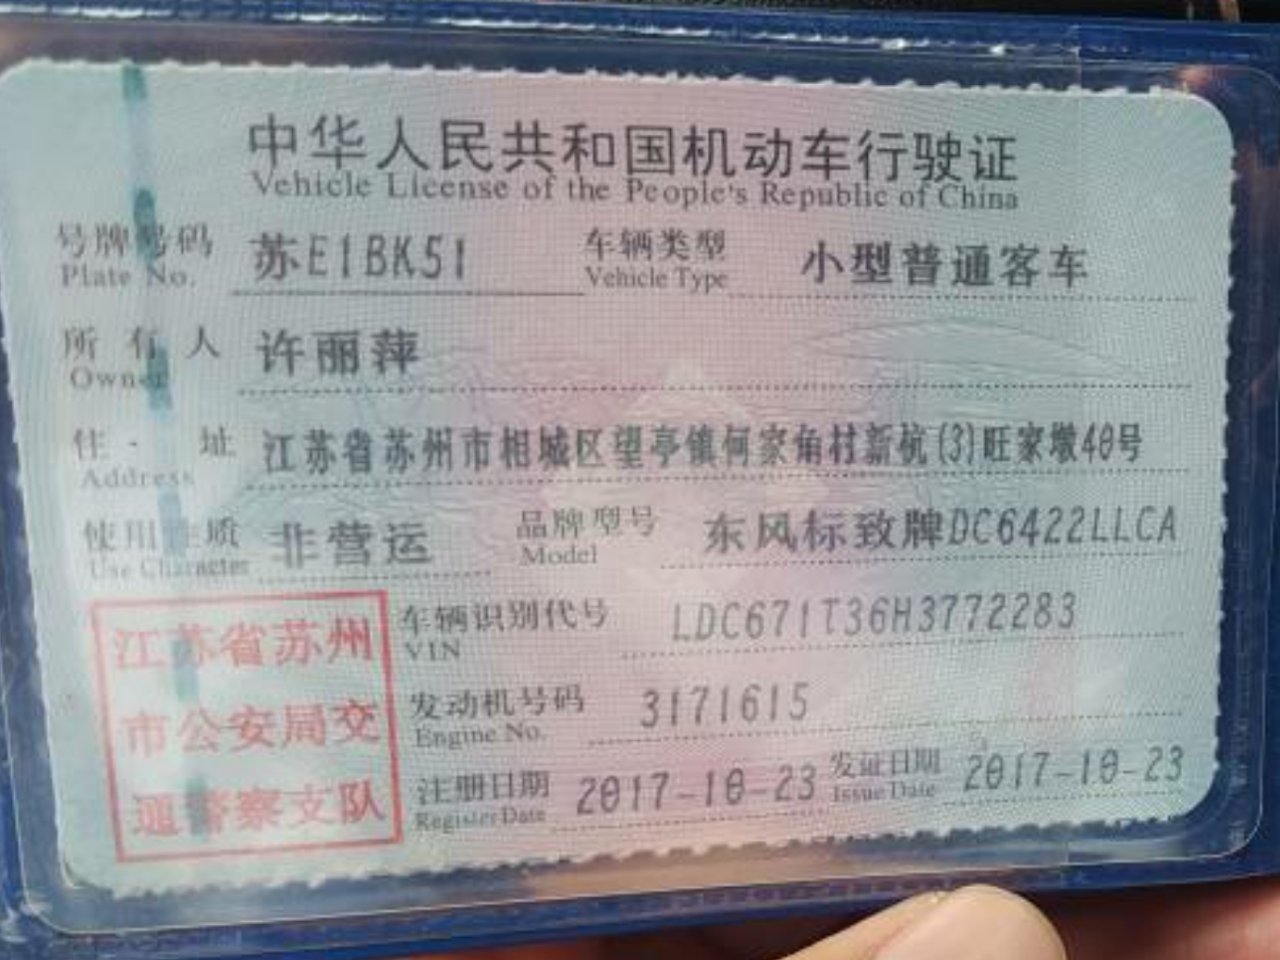 中华人民共和国机动车行驶证
Vehicle License of the People's Republic of China
号牌号码 苏E1BK51 车辆类型 小型普通客车
Plate No. Vehicle Type
所有人 许丽萍
Owner
住址 江苏省苏州市相城区望亭镇何家角村新杭(3)旺家墩40号
Address
使用性质 非营运 品牌型号 东风标致牌DC6422LLCA
Use Character Model
车辆识别代号 LDC671T36H3772283
VIN
发动机号码 3171615
Engine No.
注册日期 2017-10-23 发证日期 2017-10-23
Register Date Issue Date
江苏省苏州
市公安局交
通警察支队